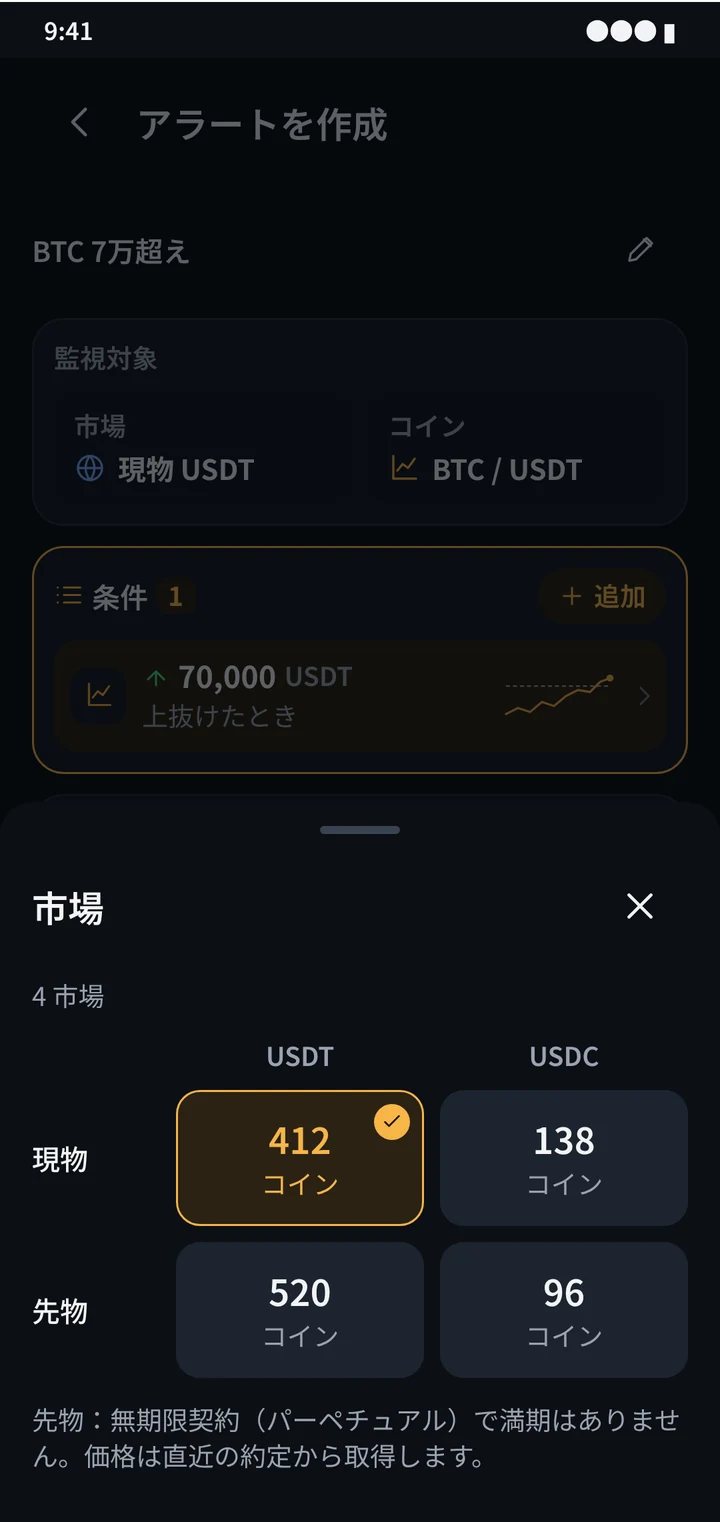 9:41
アラートを作成
BTC 7万超え
監視対象
市場
コイン
現物 USDT
BTC / USDT
条件 1
+ 追加
70,000 USDT
上抜けたとき
市場
4 市場
USDT
USDC
現物
412
コイン
138
コイン
先物
520
コイン
96
コイン
先物：無期限契約（パーペチュアル）で満期はありませ
ん。価格は直近の約定から取得します。